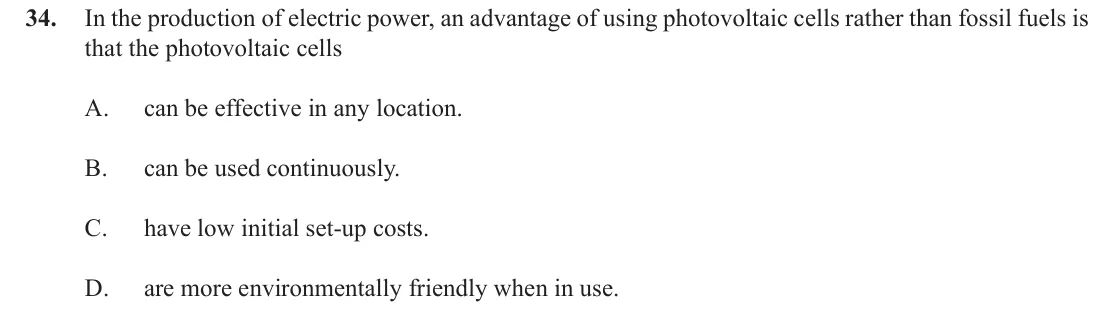 34. In the production of electric power, an advantage of using photovoltaic cells rather than fossil fuels is
that the photovoltaic cells
A. can be effective in any location.
B. can be used continuously.
C. have low initial set-up costs.
D. are more environmentally friendly when in use.